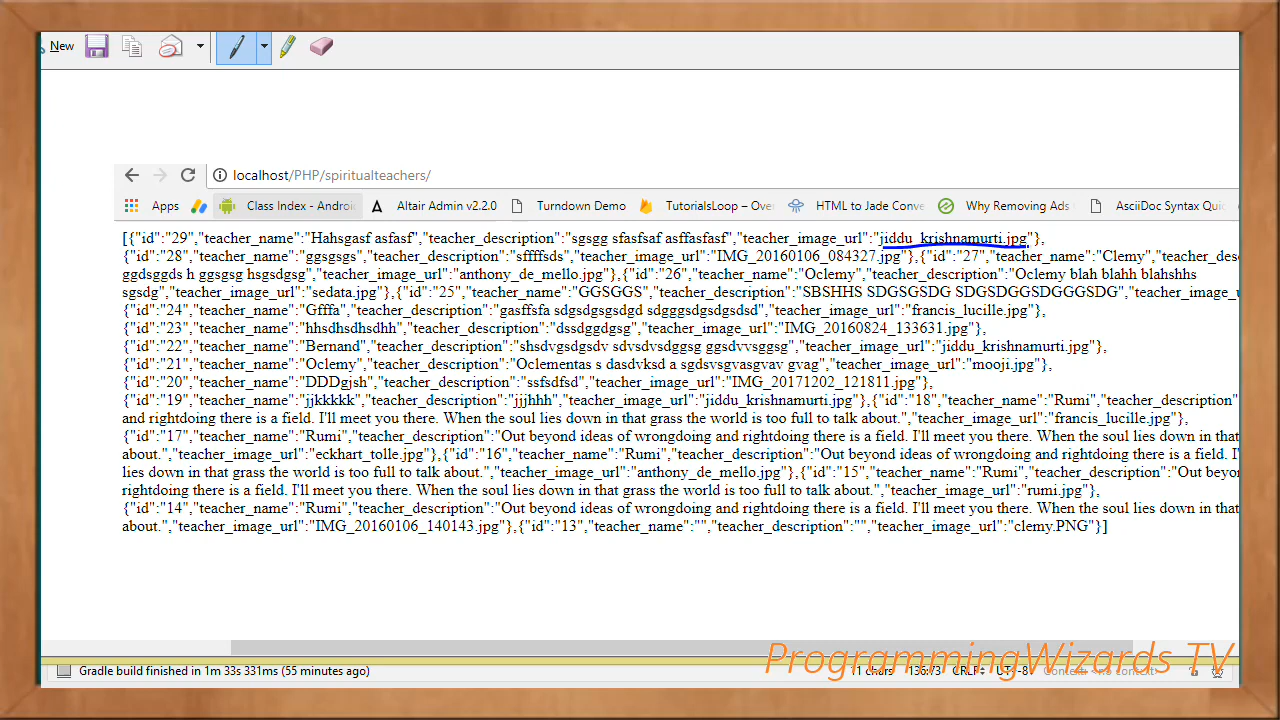 New
localhost/PHP/spiritualteachers/
Apps Class Index - Androi Altair Admin v2.2.0 Turndown Demo TutorialsLoop – Over HTML to Jade Conve Why Removing Ads AsciiDoc Syntax Quic
[{"id":"29","teacher_name":"Hahsgasf asfasf","teacher_description":"sgsgg sfasfsaf asffasfasf","teacher_image_url":"jiddu_krishnamurti.jpg"},
{"id":"28","teacher_name":"ggsgsgs","teacher_description":"sffffsds","teacher_image_url":"IMG_20160106_084327.jpg"},{"id":"27","teacher_name":"Clemy","teacher_des
ggdsggds h ggsgsg hsgsdgsg","teacher_image_url":"anthony_de_mello.jpg"},{"id":"26","teacher_name":"Oclemy","teacher_description":"Oclemy blah blahh blahshhs
sgsdg","teacher_image_url":"sedata.jpg"},{"id":"25","teacher_name":"GGSGGS","teacher_description":"SBSHHS SDGSGSDG SDGSDGGSDGGGSDG","teacher_image_u
{"id":"24","teacher_name":"Gfffa","teacher_description":"gasffsfa sdgsdgsgsdgd sdgggsdgsdgsdsd","teacher_image_url":"francis_lucille.jpg"},
{"id":"23","teacher_name":"hhsdhsdhsdhh","teacher_description":"dssdggdgsg","teacher_image_url":"IMG_20160824_133631.jpg"},
{"id":"22","teacher_name":"Bernand","teacher_description":"shsdvgsdgsdv sdvsdvsdggsg ggsdvvsggsg","teacher_image_url":"jiddu_krishnamurti.jpg"},
{"id":"21","teacher_name":"Oclemy","teacher_description":"Oclementas s dasdvksd a sgdsvsgvasgvav gvag","teacher_image_url":"mooji.jpg"},
{"id":"20","teacher_name":"DDDgjsh","teacher_description":"ssfsdfsd","teacher_image_url":"IMG_20171202_121811.jpg"},
{"id":"19","teacher_name":"jjkkkkk","teacher_description":"jjjhhh","teacher_image_url":"jiddu_krishnamurti.jpg"},{"id":"18","teacher_name":"Rumi","teacher_description"
and rightdoing there is a field. I'll meet you there. When the soul lies down in that grass the world is too full to talk about.","teacher_image_url":"francis_lucille.jpg"},
{"id":"17","teacher_name":"Rumi","teacher_description":"Out beyond ideas of wrongdoing and rightdoing there is a field. I'll meet you there. When the soul lies down in that
about.","teacher_image_url":"eckhart_tolle.jpg"},{"id":"16","teacher_name":"Rumi","teacher_description":"Out beyond ideas of wrongdoing and rightdoing there is a field. I'l
lies down in that grass the world is too full to talk about.","teacher_image_url":"anthony_de_mello.jpg"},{"id":"15","teacher_name":"Rumi","teacher_description":"Out beyo
rightdoing there is a field. I'll meet you there. When the soul lies down in that grass the world is too full to talk about.","teacher_image_url":"rumi.jpg"},
{"id":"14","teacher_name":"Rumi","teacher_description":"Out beyond ideas of wrongdoing and rightdoing there is a field. I'll meet you there. When the soul lies down in that
about.","teacher_image_url":"IMG_20160106_140143.jpg"},{"id":"13","teacher_name":"","teacher_description":"","teacher_image_url":"clemy.PNG"}]
Gradle build finished in 1m 33s 331ms (55 minutes ago) 11 chars 136:73 CRLF UTF-8 Context: <no context>
ProgrammingWizards TV